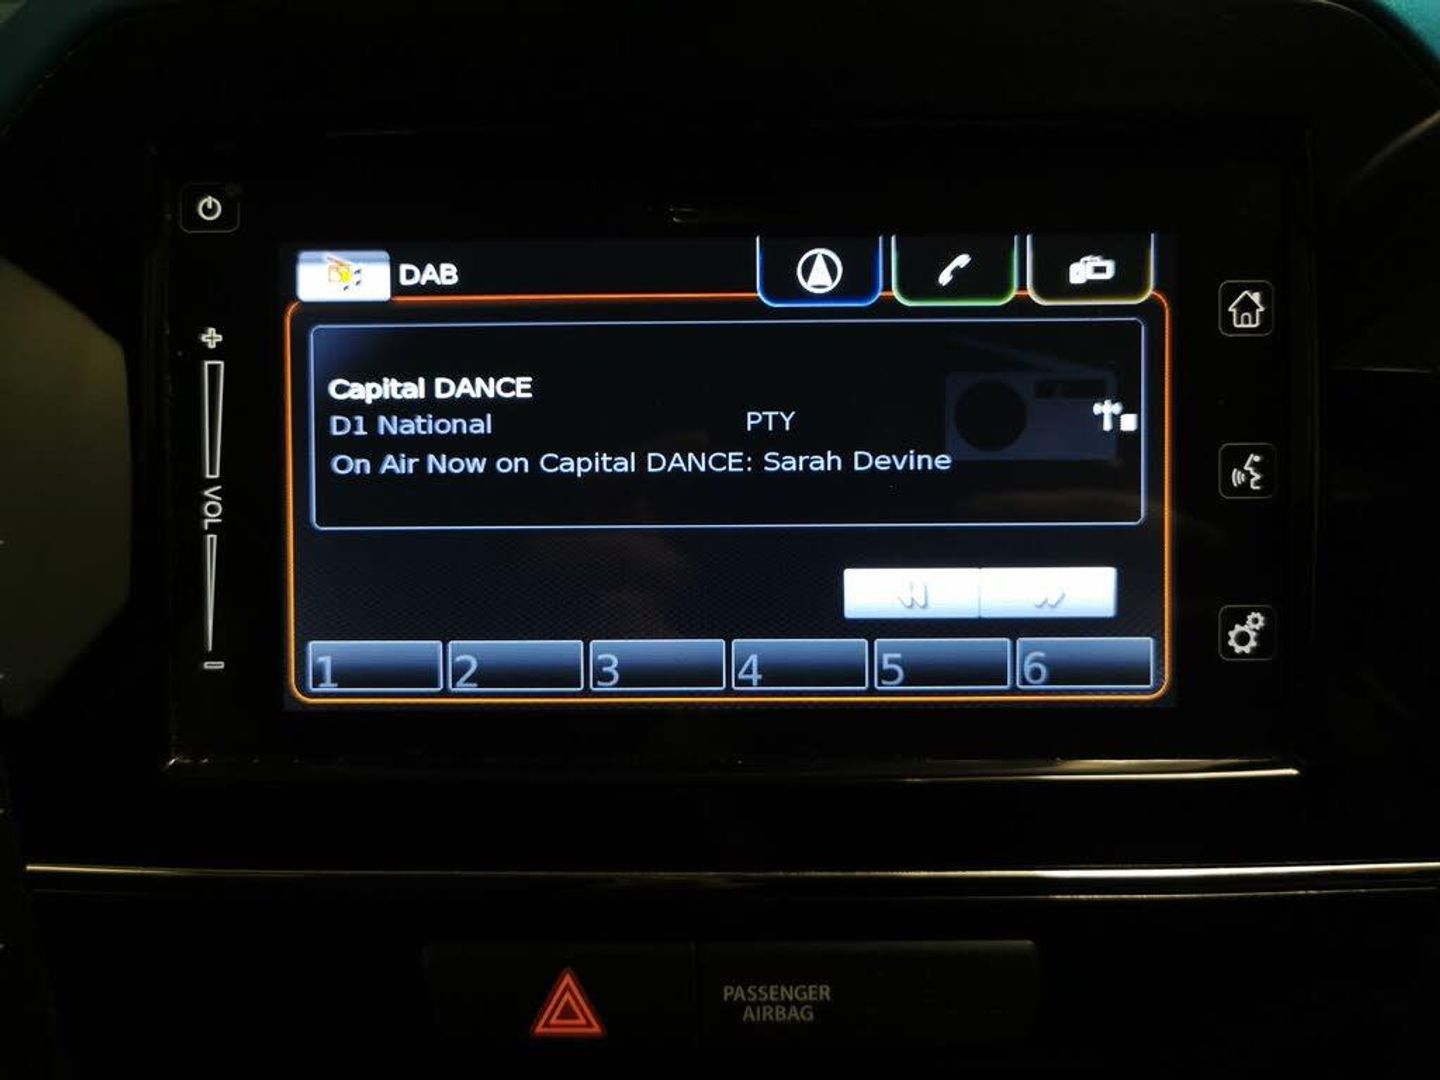 DAB
Capital DANCE
D1 National PTY
On Air Now on Capital DANCE: Sarah Devine
+
VOL
-
1 2 3 4 5 6
PASSENGER
AIRBAG